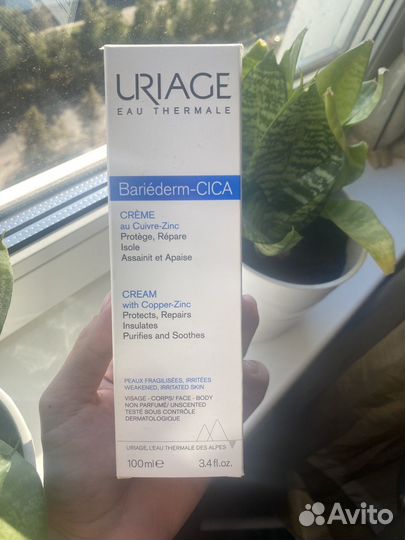 URIAGE
EAU THERMALE
Bariéderm-CICA
CRÈME
au Cuivre-Zinc
Protège, Répare
Isole
Assainit et Apaise
CREAM
with Copper-Zinc
Protects, Repairs
Insulates
Purifies and Soothes
PEAUX FRAGILISÉES, IRRITÉES
WEAKENED, IRRITATED SKIN
VISAGE - CORPS/ FACE - BODY
NON PARFUMÉ/ UNSCENTED
TESTÉ SOUS CONTRÔLE
DERMATOLOGIQUE
URIAGE, L'EAU THERMALE DES ALPES
100ml e 3.4fl.oz.
Avito